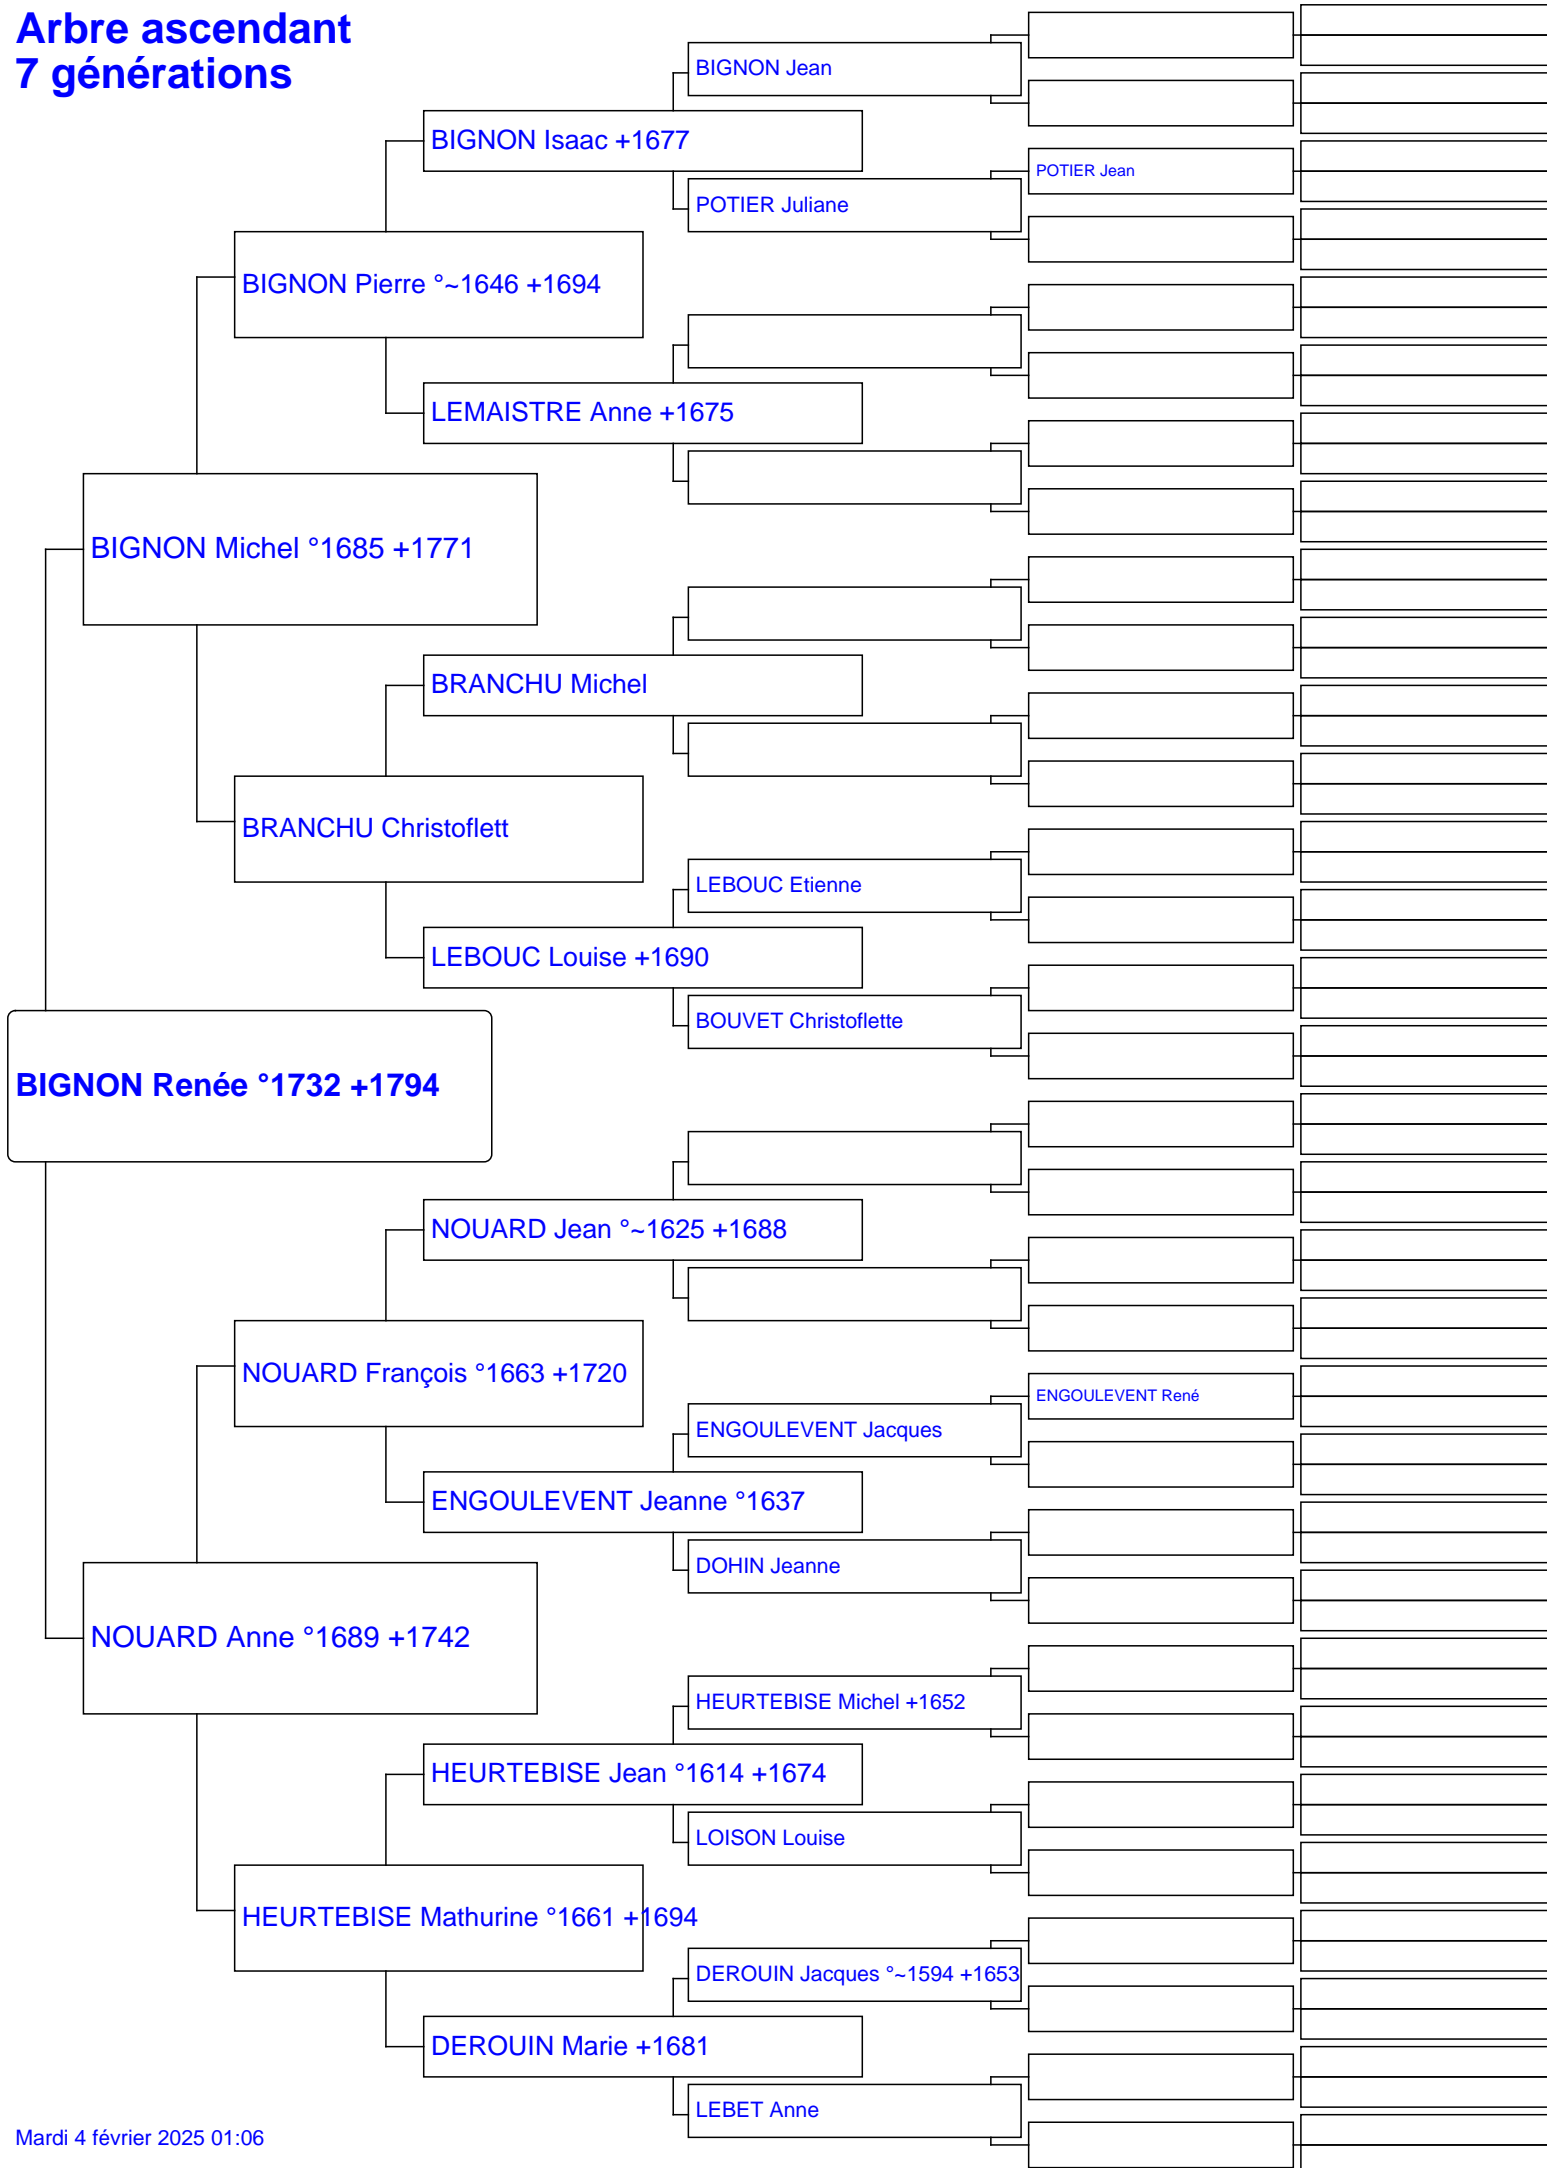 Arbre ascendant
7 générations
BIGNON Jean
BIGNON Isaac +1677
POTIER Jean
POTIER Juliane
BIGNON Pierre °~1646 +1694
LEMAISTRE Anne +1675
BIGNON Michel °1685 +1771
BRANCHU Michel
BRANCHU Christoflett
LEBOUC Etienne
LEBOUC Louise +1690
BOUVET Christoflette
BIGNON Renée °1732 +1794
NOUARD Jean °~1625 +1688
NOUARD François °1663 +1720
ENGOULEVENT René
ENGOULEVENT Jacques
ENGOULEVENT Jeanne °1637
DOHIN Jeanne
NOUARD Anne °1689 +1742
HEURTEBISE Michel +1652
HEURTEBISE Jean °1614 +1674
LOISON Louise
HEURTEBISE Mathurine °1661 +1694
DEROUIN Jacques °~1594 +1653
DEROUIN Marie +1681
LEBET Anne
Mardi 4 février 2025 01:06